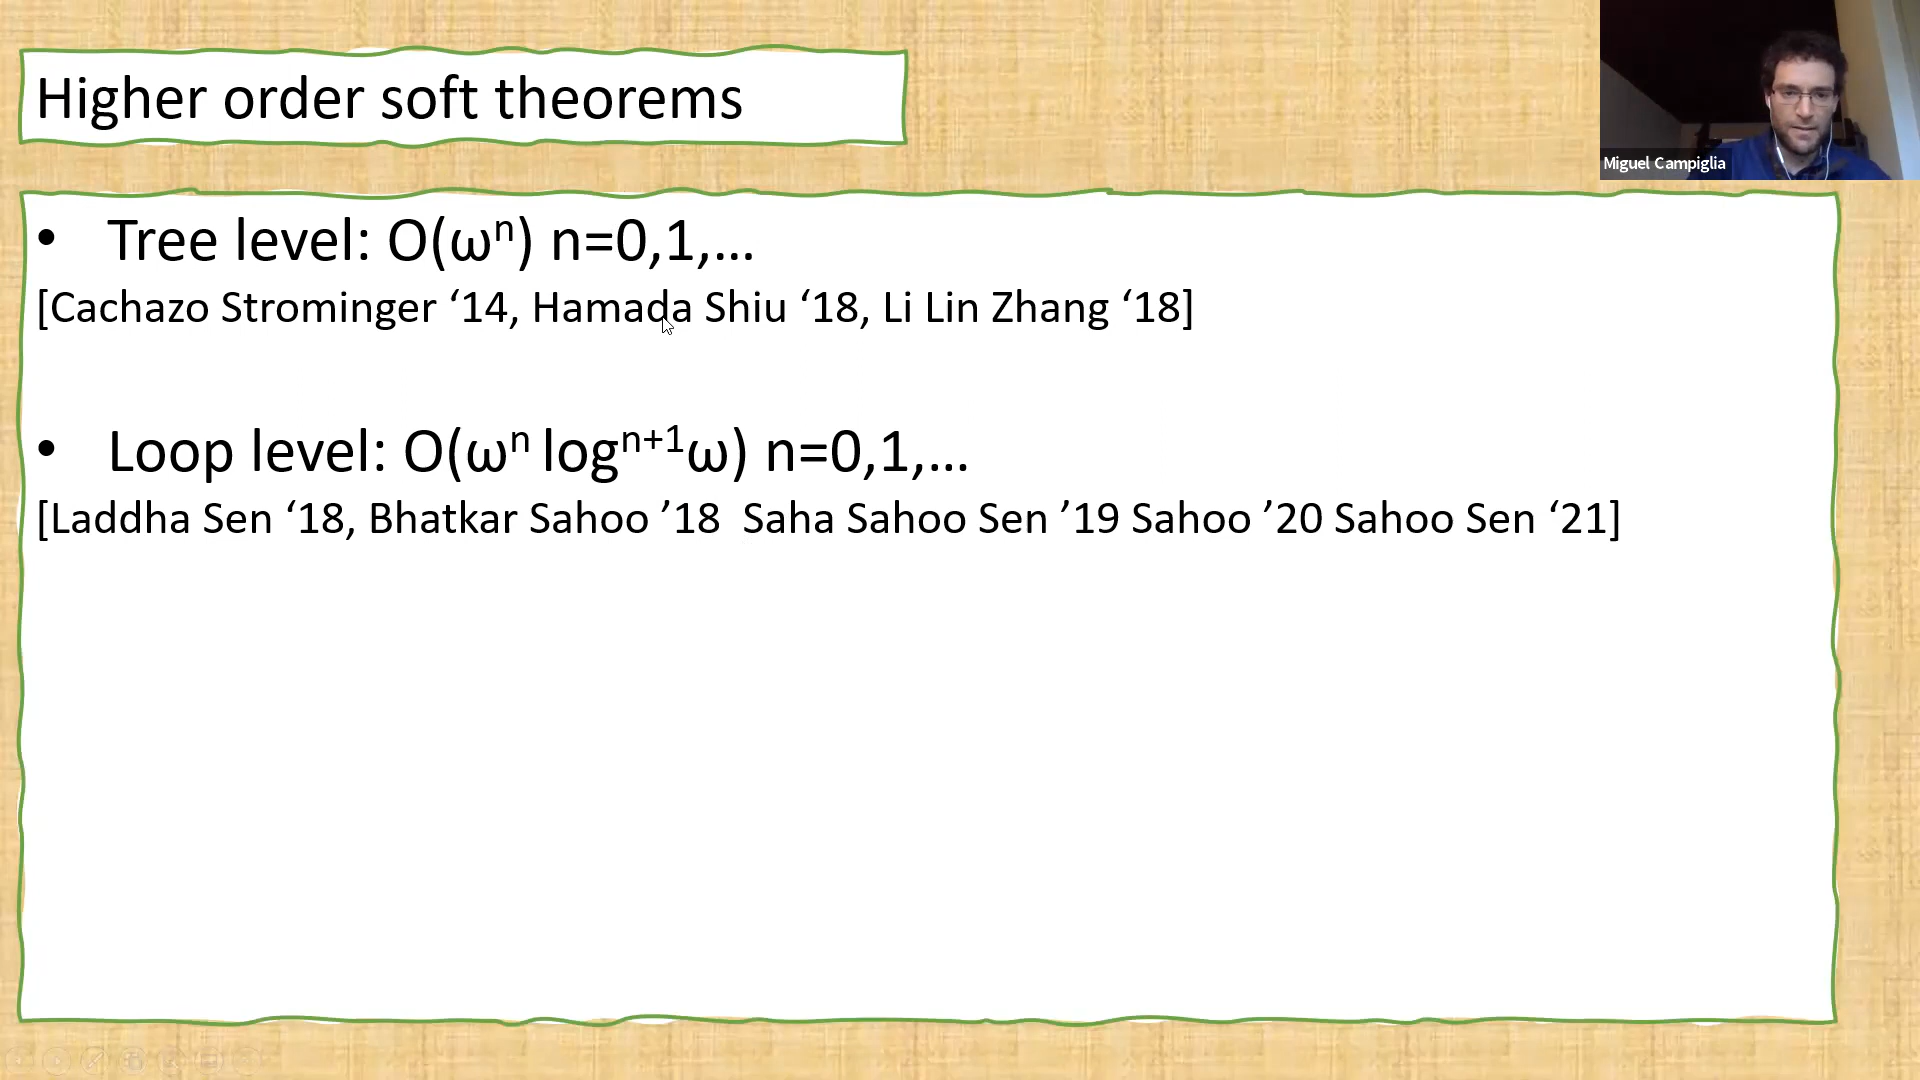 Higher order soft theorems
Miguel Campiglia
• Tree level: O(ωⁿ) n=0,1,...
[Cachazo Strominger ‘14, Hamada Shiu ‘18, Li Lin Zhang ‘18]
• Loop level: O(ωⁿ logⁿ⁺¹ω) n=0,1,...
[Laddha Sen ‘18, Bhatkar Sahoo ’18 Saha Sahoo Sen ’19 Sahoo ’20 Sahoo Sen ‘21]